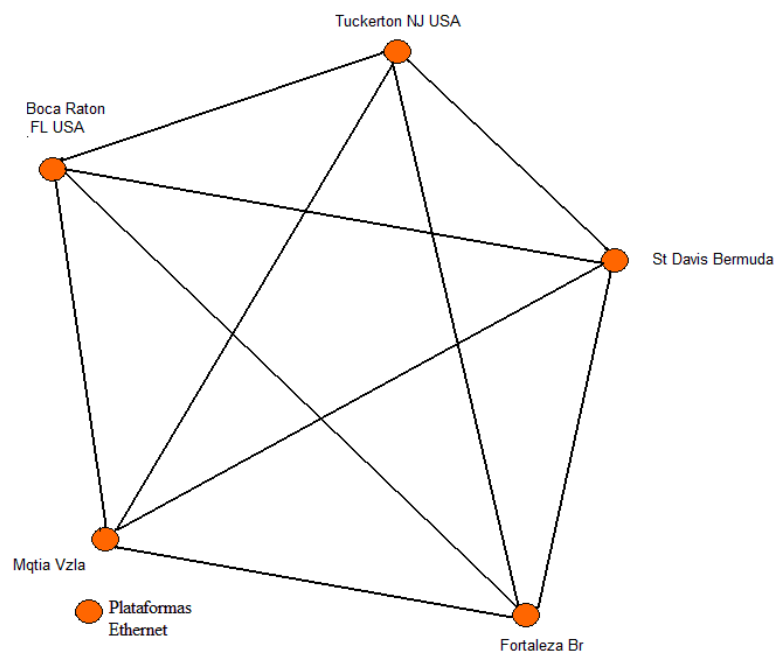 Tuckerton NJ USA
Boca Raton
FL USA
St Davis Bermuda
Mqtia Vzla
Plataformas
Ethernet
Fortaleza Br